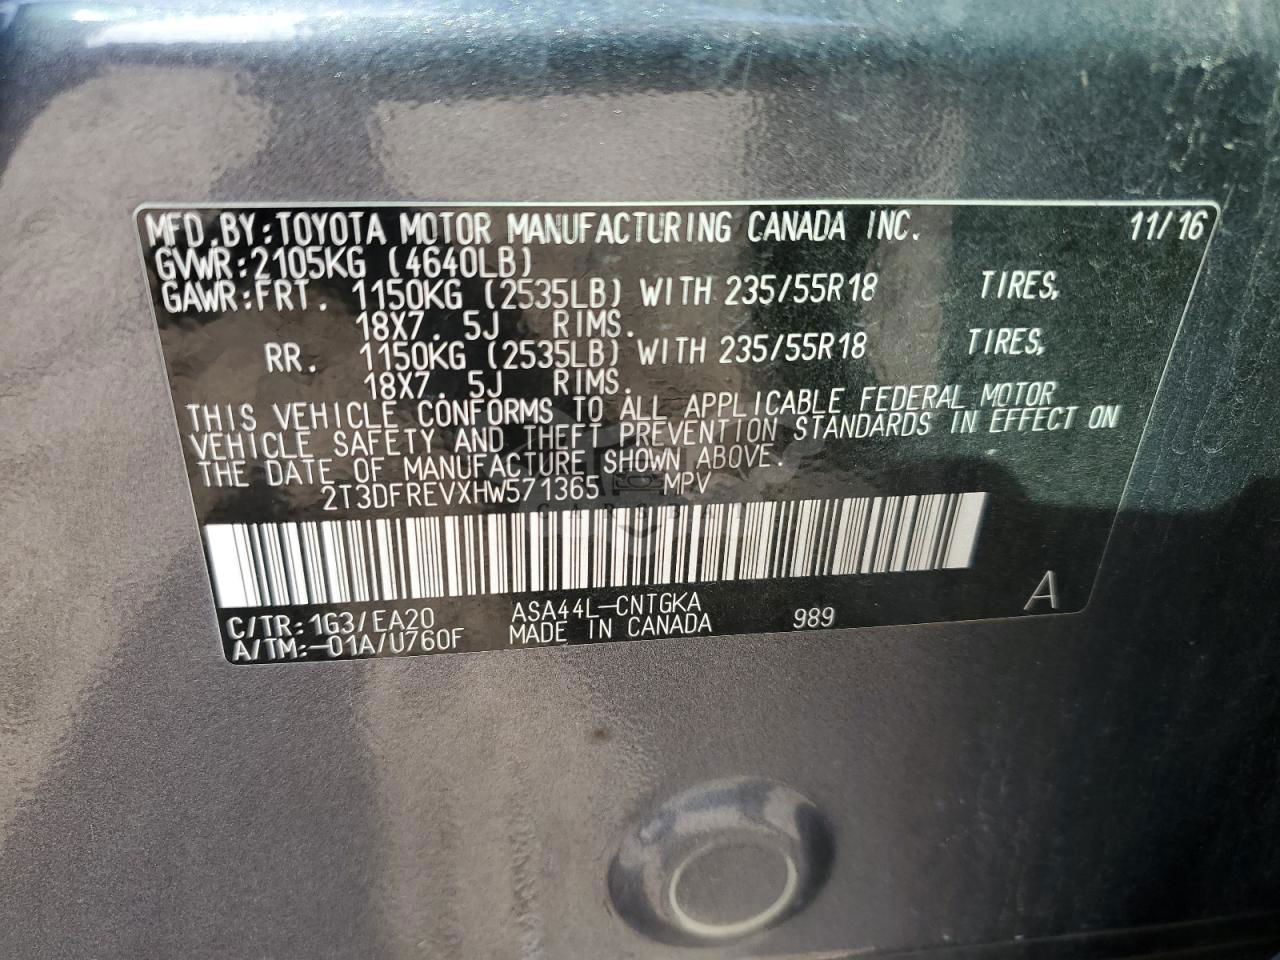 MFD.BY:TOYOTA MOTOR MANUFACTURING CANADA INC. 11/16
GVWR:2105KG (4640LB)
GAWR:FRT. 1150KG (2535LB) WITH 235/55R18 TIRES,
18X7.5J RIMS.
RR. 1150KG (2535LB) WITH 235/55R18 TIRES,
18X7.5J RIMS.
THIS VEHICLE CONFORMS TO ALL APPLICABLE FEDERAL MOTOR
VEHICLE SAFETY AND THEFT PREVENTION STANDARDS IN EFFECT ON
THE DATE OF MANUFACTURE SHOWN ABOVE.
2T3DFREVXHW571365 MPV
C/TR:1G3/EA20 ASA44L-CNTGKA 989 A
A/TM:-01A/U760F MADE IN CANADA